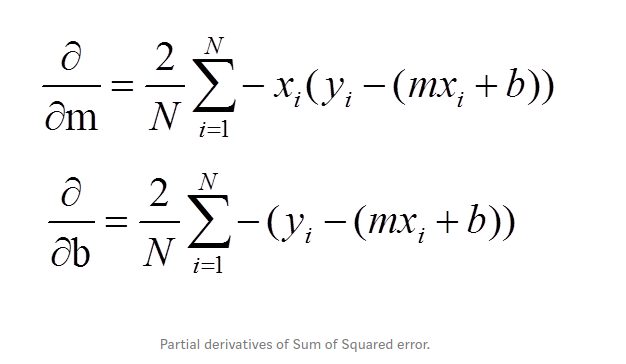 ∂/∂m = 2/N ∑_{i=1}^{N} − x_i(y_i − (mx_i + b))
∂/∂b = 2/N ∑_{i=1}^{N} − (y_i − (mx_i + b))
Partial derivatives of Sum of Squared error.